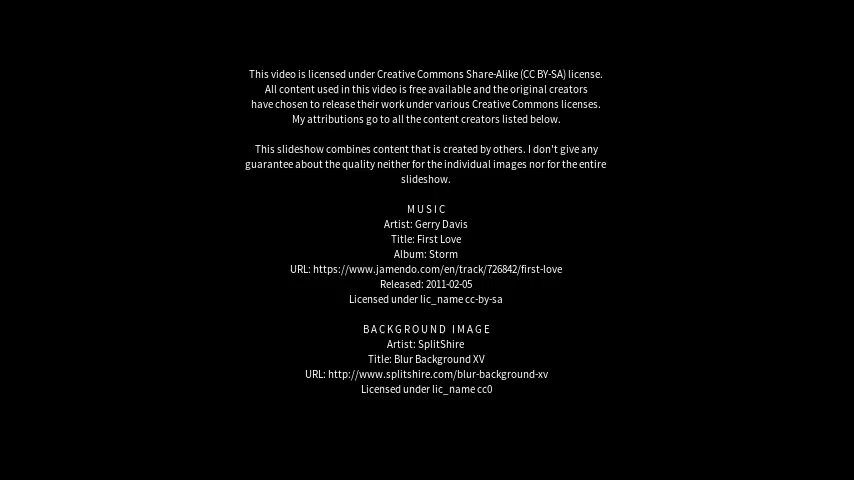 This video is licensed under Creative Commons Share-Alike (CC BY-SA) license.
All content used in this video is free available and the original creators
have chosen to release their work under various Creative Commons licenses.
My attributions go to all the content creators listed below.
This slideshow combines content that is created by others. I don't give any
guarantee about the quality neither for the individual images nor for the entire
slideshow.
MUSIC
Artist: Gerry Davis
Title: First Love
Album: Storm
URL: https://www.jamendo.com/en/track/726842/first-love
Released: 2011-02-05
Licensed under lic_name cc-by-sa
BACKGROUND IMAGE
Artist: SplitShire
Title: Blur Background XV
URL: http://www.splitshire.com/blur-background-xv
Licensed under lic_name cc0